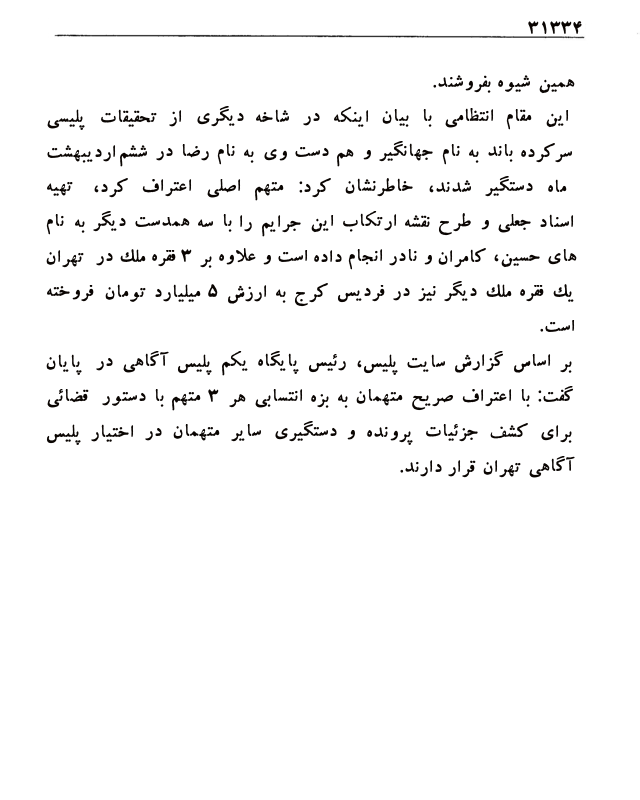 ۳۱۳۳۴
همین شیوه بفروشند.
این مقام انتظامی با بیان اینکه در شاخه دیگری از تحقیقات پلیسی
سرکرده باند به نام جهانگیر و هم دست وی به نام رضا در ششم اردیبهشت
ماه دستگیر شدند، خاطرنشان کرد: متهم اصلی اعتراف کرد، تهیه
اسناد جعلی و طرح نقشه ارتکاب این جرایم را با سه همدست دیگر به نام
های حسین، کامران و نادر انجام داده است و علاوه بر ۳ فقره ملك در تهران
یك فقره ملك دیگر نیز در فردیس کرج به ارزش ۵ میلیارد تومان فروخته
است.
بر اساس گزارش سایت پلیس، رئیس پایگاه یکم پلیس آگاهی در پایان
گفت: با اعتراف صریح متهمان به بزه انتسابی هر ۳ متهم با دستور قضائی
برای کشف جزئیات پرونده و دستگیری سایر متهمان در اختیار پلیس
آگاهی تهران قرار دارند.